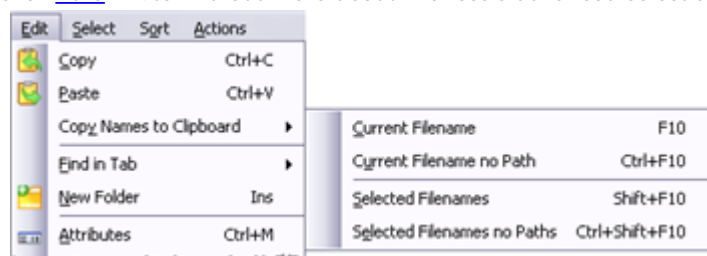 Edit Select Sort Actions
Copy Ctrl+C
Paste Ctrl+V
Copy Names to Clipboard
Current Filename F10
Current Filename no Path Ctrl+F10
Find in Tab
New Folder Ins
Selected Filenames Shift+F10
Selected Filenames no Paths Ctrl+Shift+F10
Attributes Ctrl+M